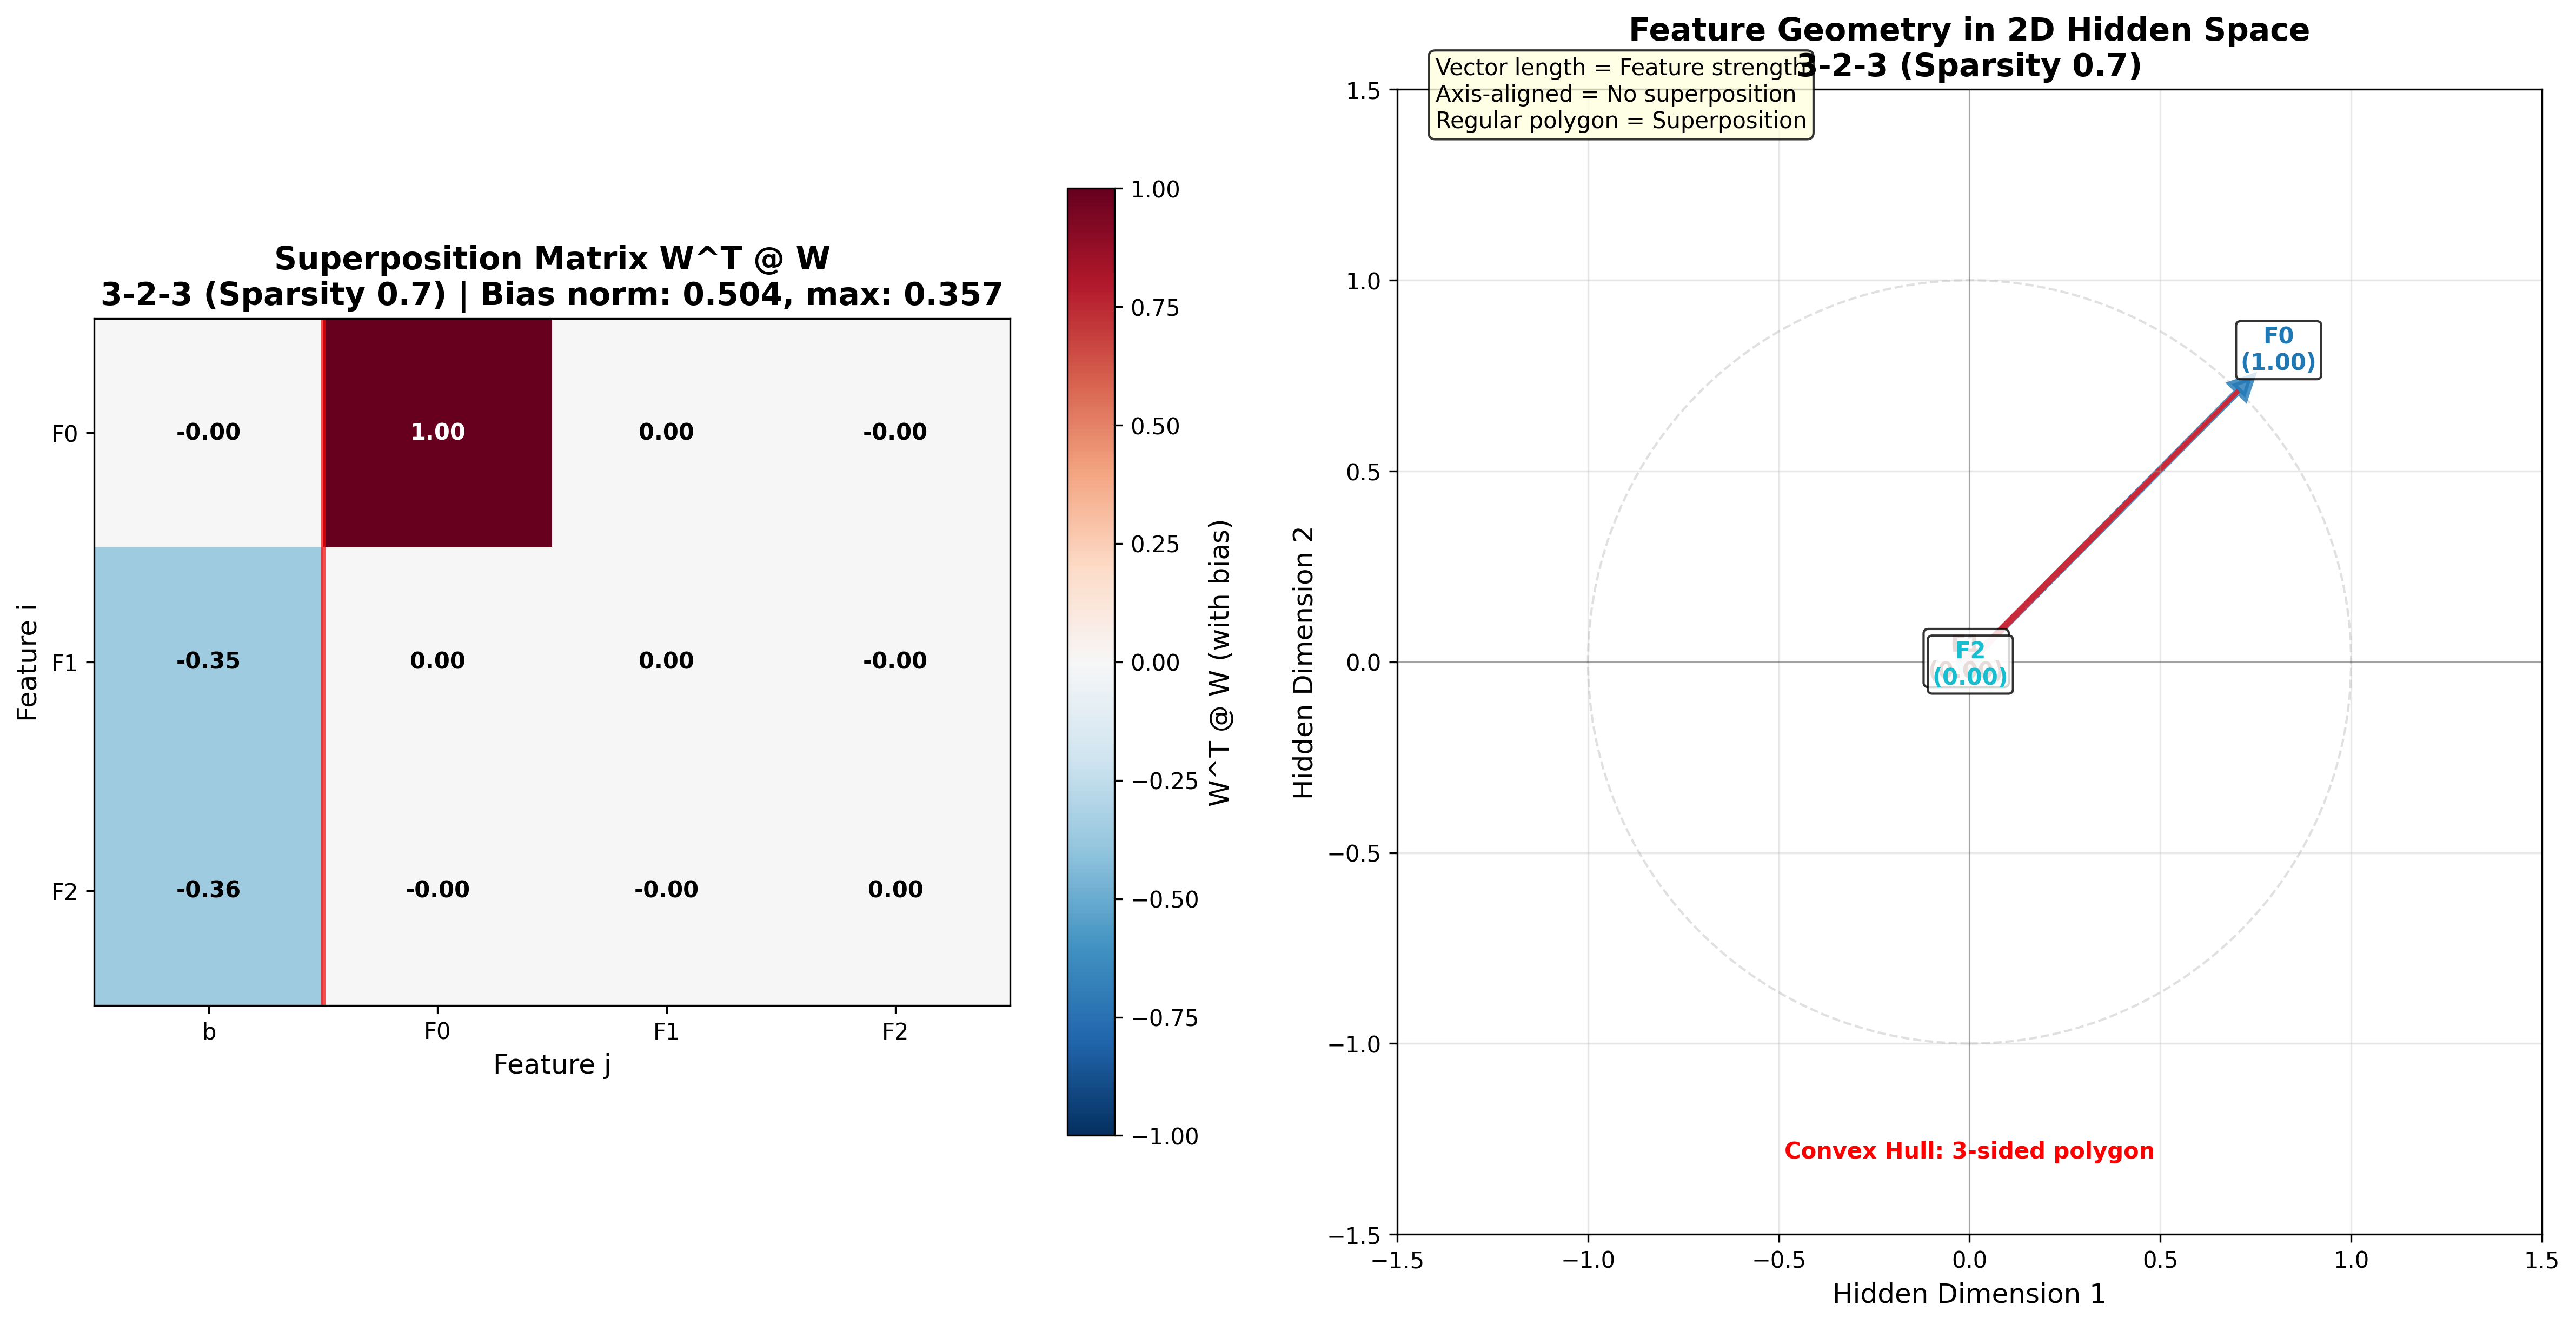 Superposition Matrix W^T @ W
3-2-3 (Sparsity 0.7) | Bias norm: 0.504, max: 0.357
F0
-0.00
1.00
0.00
-0.00
F1
-0.35
0.00
0.00
-0.00
F2
-0.36
-0.00
-0.00
0.00
b
F0
F1
F2
Feature j
Feature i
1.00
0.75
0.50
0.25
0.00
−0.25
−0.50
−0.75
−1.00
W^T @ W (with bias)
Feature Geometry in 2D Hidden Space
3-2-3 (Sparsity 0.7)
Vector length = Feature strength
Axis-aligned = No superposition
Regular polygon = Superposition
1.5
1.0
0.5
0.0
−0.5
−1.0
−1.5
Hidden Dimension 2
F0
(1.00)
F2
(0.00)
Convex Hull: 3-sided polygon
−1.5
−1.0
−0.5
0.0
0.5
1.0
1.5
Hidden Dimension 1